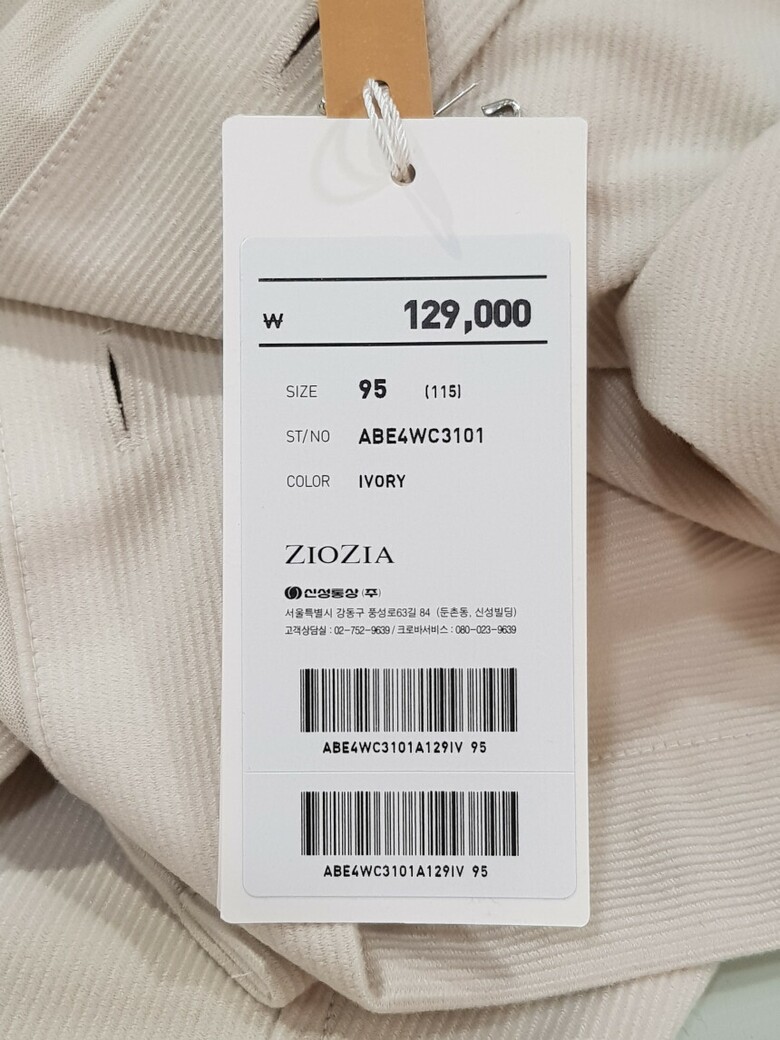 ₩ 129,000
SIZE 95 (115)
ST/NO ABE4WC3101
COLOR IVORY
ZIOZIA
신성통상(주)
서울특별시 강동구 풍성로63길 84 (둔촌동, 신성빌딩)
고객상담실 : 02-752-9639 / 크로바서비스 : 080-023-9639
ABE4WC3101A129IV 95
ABE4WC3101A129IV 95